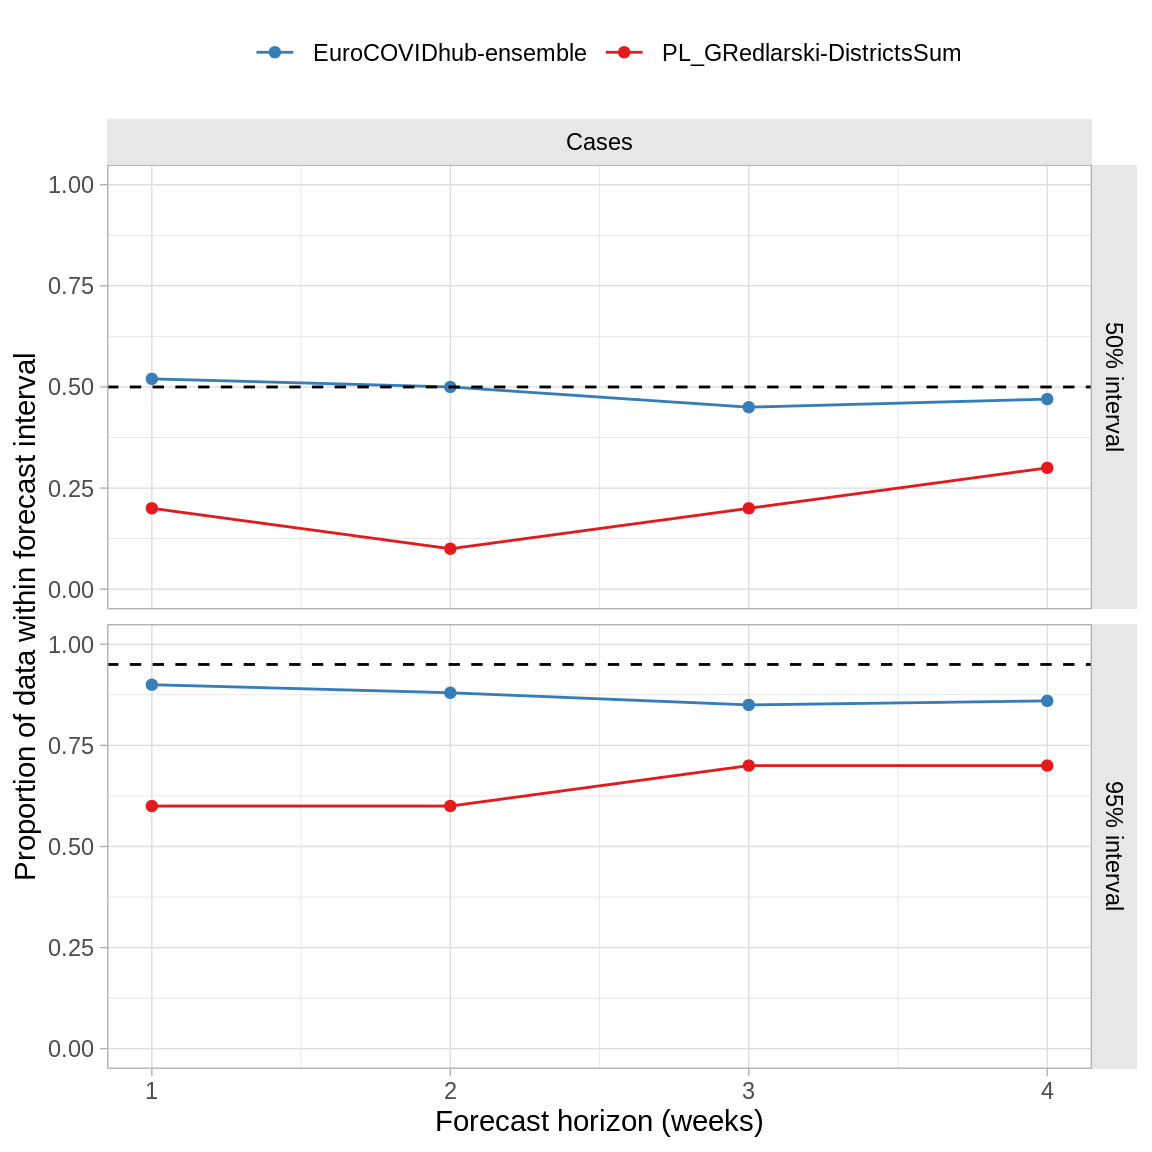 EuroCOVIDhub-ensemble PL_GRedlarski-DistrictsSum
Cases
Proportion of data within forecast interval
1.00
0.75
0.50
0.25
0.00
50% interval
1.00
0.75
0.50
0.25
0.00
95% interval
1 2 3 4
Forecast horizon (weeks)